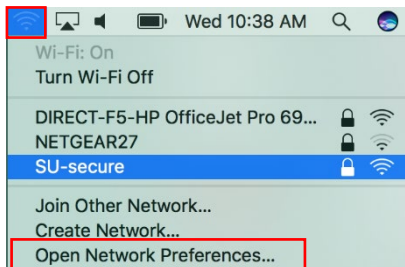 Wed 10:38 AM
Wi-Fi: On
Turn Wi-Fi Off
DIRECT-F5-HP OfficeJet Pro 69...
NETGEAR27
SU-secure
Join Other Network...
Create Network...
Open Network Preferences...